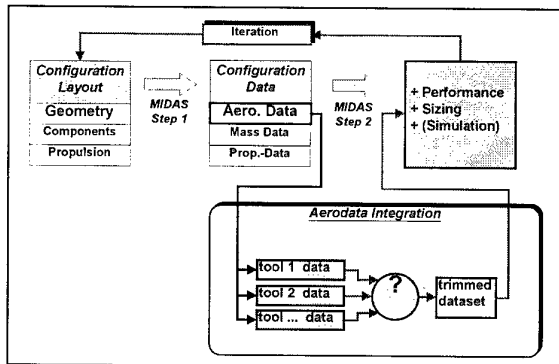 Iteration
Configuration
Layout
Geometry
Components
Propulsion
MIDAS
Step 1
Configuration
Data
Aero. Data
Mass Data
Prop.-Data
MIDAS
Step 2
+ Performance
+ Sizing
+ (Simulation)
Aerodata Integration
tool 1 data
tool 2 data
tool ... data
?
trimmed
dataset